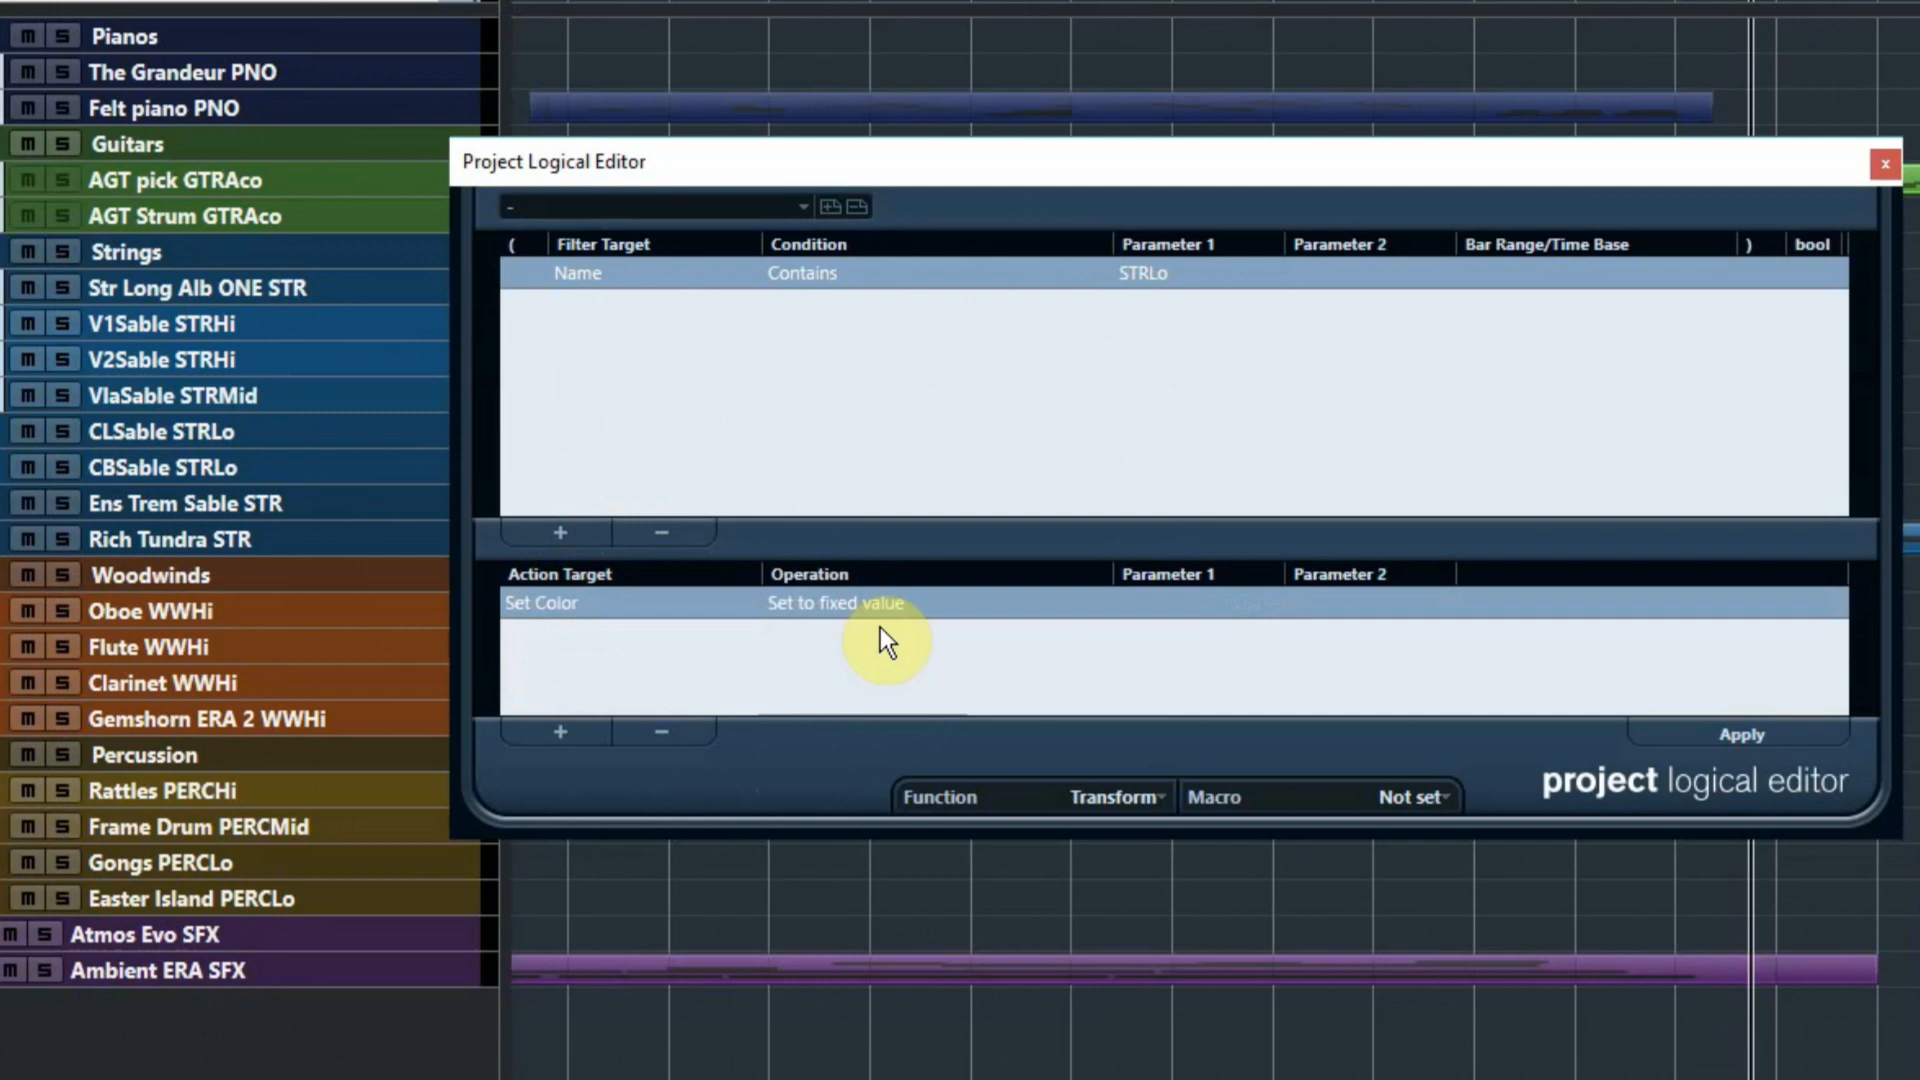 m S Pianos
m S The Grandeur PNO
m S Felt piano PNO
m S Guitars
m S AGT pick GTRAco
m S AGT Strum GTRAco
m S Strings
m S Str Long Alb ONE STR
m S V1Sable STRHi
m S V2Sable STRHi
m S VlaSable STRMid
m S CLSable STRLo
m S CBSable STRLo
m S Ens Trem Sable STR
m S Rich Tundra STR
m S Woodwinds
m S Oboe WWHi
m S Flute WWHi
m S Clarinet WWHi
m S Gemshorn ERA 2 WWHi
m S Percussion
m S Rattles PERCHi
m S Frame Drum PERCMid
m S Gongs PERCLo
m S Easter Island PERCLo
m S Atmos Evo SFX
m S Ambient ERA SFX
Project Logical Editor x
-
( Filter Target Condition Parameter 1 Parameter 2 Bar Range/Time Base ) bool
Name Contains STRLo
+ −
Action Target Operation Parameter 1 Parameter 2
Set Color Set to fixed value
+ − Apply
project logical editor
Function Transform Macro Not set